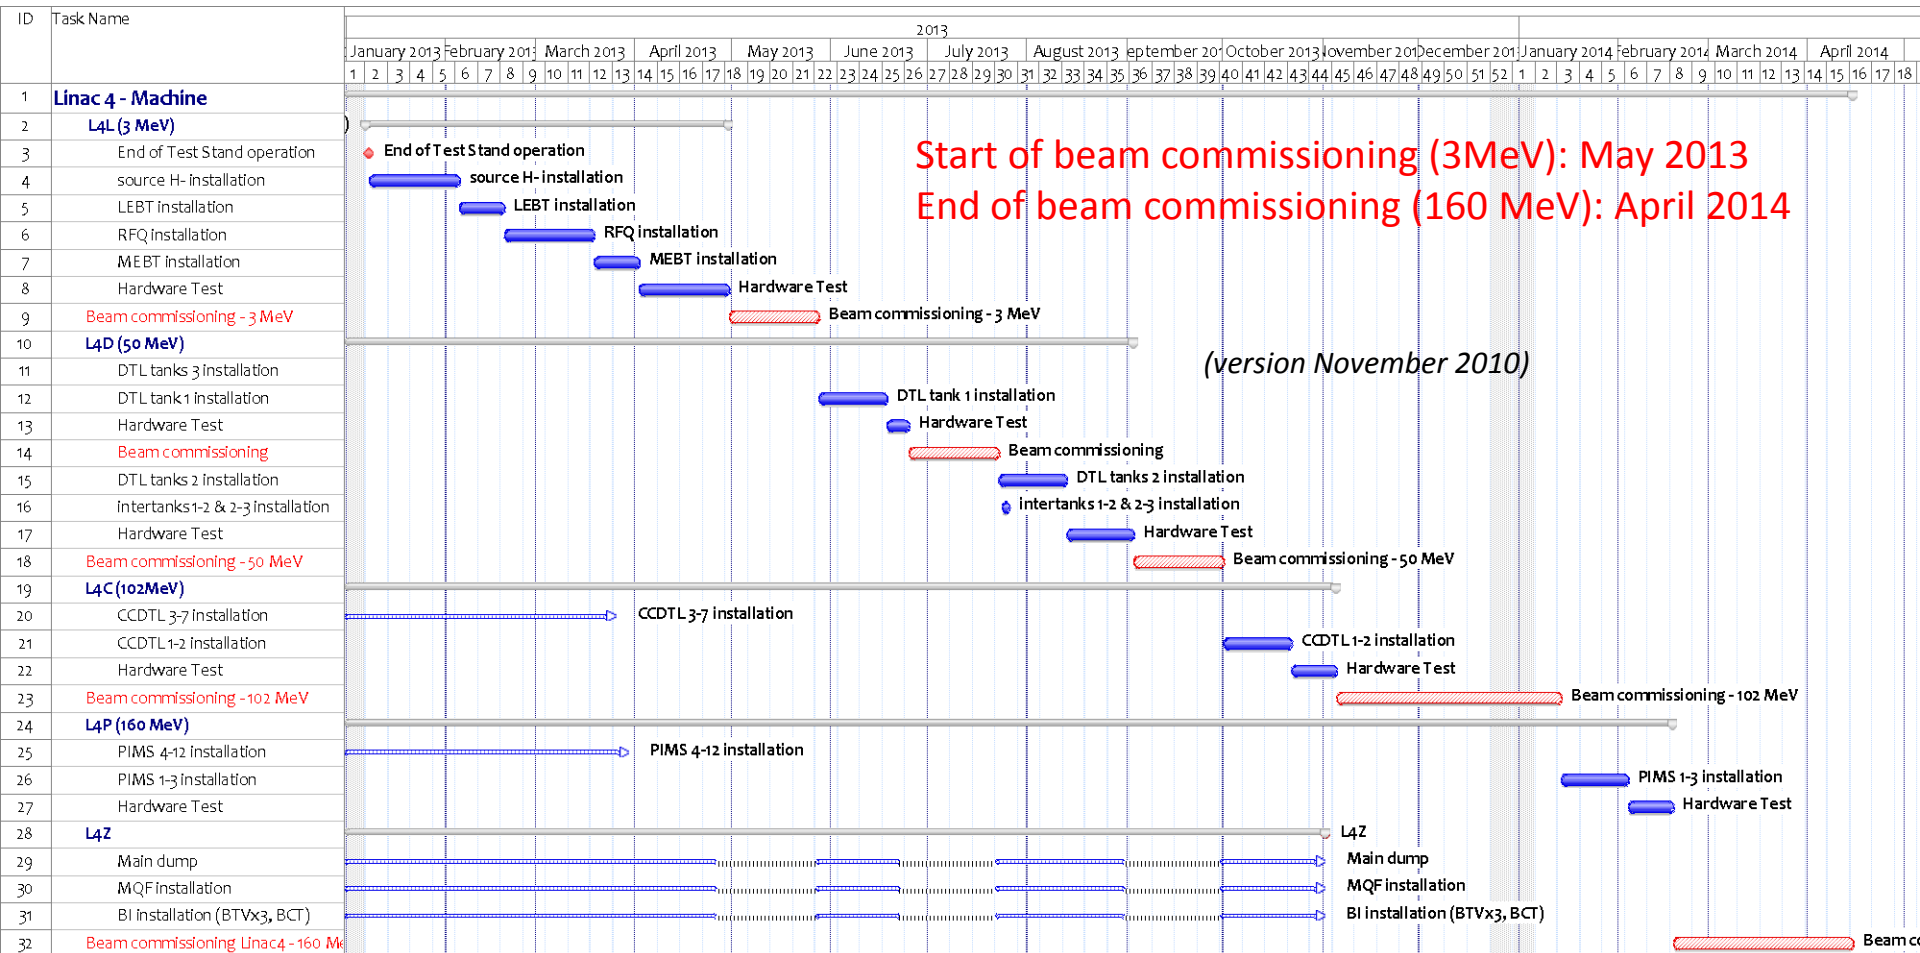 ID Task Name
2013
January 2013 February 201 March 2013 April 2013 May 2013 June 2013 July 2013 August 2013 eptember 201 October 2013 November 201 December 201 January 2014 February 2014 March 2014 April 2014
1 2 3 4 5 6 7 8 9 10 11 12 13 14 15 16 17 18 19 20 21 22 23 24 25 26 27 28 29 30 31 32 33 34 35 36 37 38 39 40 41 42 43 44 45 46 47 48 49 50 51 52 1 2 3 4 5 6 7 8 9 10 11 12 13 14 15 16 17 18
1 Linac 4 - Machine
2 L4L (3 MeV)
3 End of Test Stand operation End of Test Stand operation
Start of beam commissioning (3MeV): May 2013
4 source H- installation source H- installation
5 LEBT installation LEBT installation
End of beam commissioning (160 MeV): April 2014
6 RFQ installation RFQ installation
7 MEBT installation MEBT installation
8 Hardware Test Hardware Test
9 Beam commissioning - 3 MeV Beam commissioning - 3 MeV
10 L4D (50 MeV)
(version November 2010)
11 DTL tanks 3 installation
12 DTL tank 1 installation DTL tank 1 installation
13 Hardware Test Hardware Test
14 Beam commissioning Beam commissioning
15 DTL tanks 2 installation DTL tanks 2 installation
16 intertanks 1-2 & 2-3 installation intertanks 1-2 & 2-3 installation
17 Hardware Test Hardware Test
18 Beam commissioning - 50 MeV Beam commissioning - 50 MeV
19 L4C (102MeV)
20 CCDTL 3-7 installation CCDTL 3-7 installation
21 CCDTL 1-2 installation CCDTL 1-2 installation
22 Hardware Test Hardware Test
23 Beam commissioning - 102 MeV Beam commissioning - 102 MeV
24 L4P (160 MeV)
25 PIMS 4-12 installation PIMS 4-12 installation
26 PIMS 1-3 installation PIMS 1-3 installation
27 Hardware Test Hardware Test
28 L4Z L4Z
29 Main dump Main dump
30 MQF installation MQF installation
31 BI installation (BTVx3, BCT) BI installation (BTVx3, BCT)
32 Beam commissioning Linac4 - 160 Me Beam c